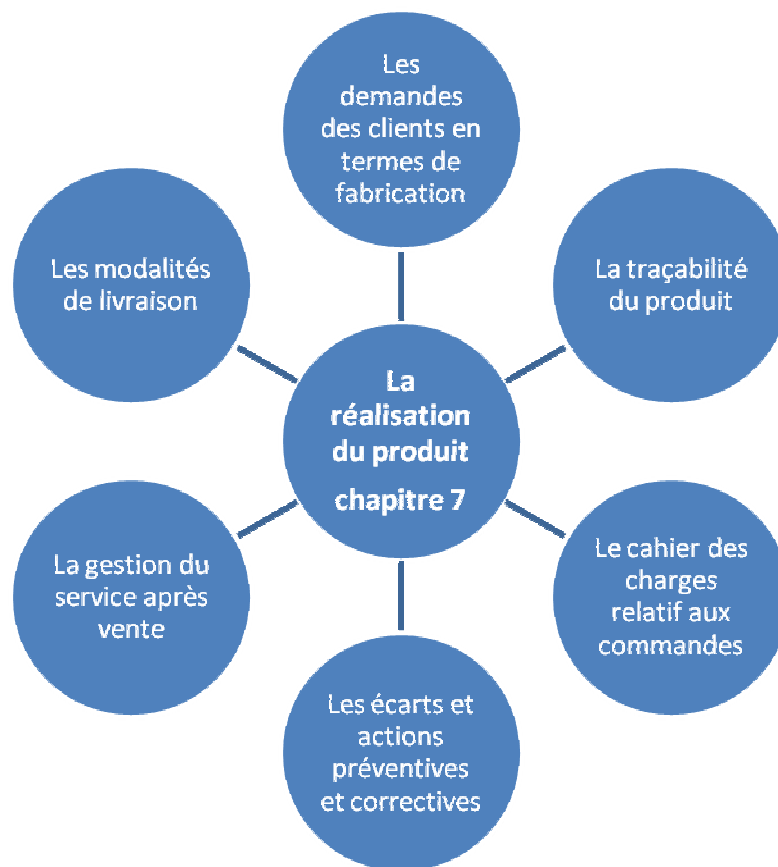 Les
demandes
des clients en
termes de
fabrication
La traçabilité
du produit
Le cahier des
charges
relatif aux
commandes
Les écarts et
actions
préventives
et correctives
La gestion du
service après
vente
Les modalités
de livraison
La
réalisation
du produit
chapitre 7